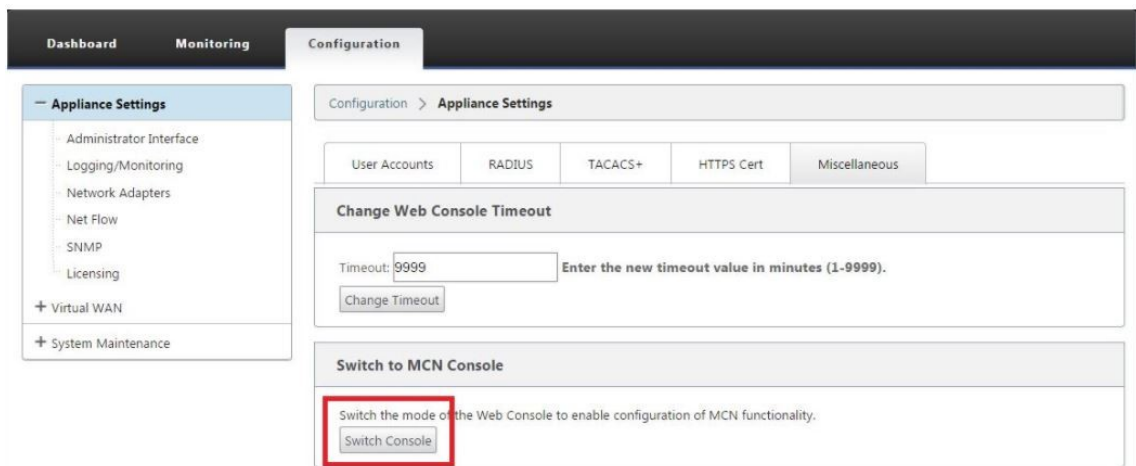 Dashboard Monitoring Configuration
− Appliance Settings
Administrator Interface
Logging/Monitoring
Network Adapters
Net Flow
SNMP
Licensing
+ Virtual WAN
+ System Maintenance
Configuration > Appliance Settings
User Accounts RADIUS TACACS+ HTTPS Cert Miscellaneous
Change Web Console Timeout
Timeout: 9999 Enter the new timeout value in minutes (1-9999).
Change Timeout
Switch to MCN Console
Switch the mode of the Web Console to enable configuration of MCN functionality.
Switch Console